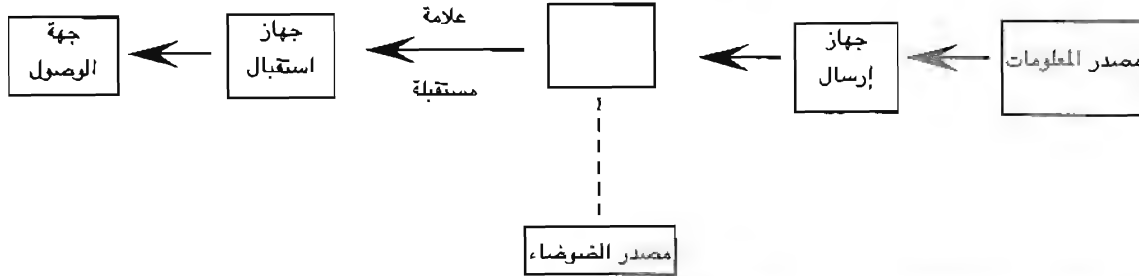 مصدر المعلومات
جهاز
إرسال
علامة
مستقبلة
جهاز
استقبال
جهة
الوصول
مصدر الضوضاء